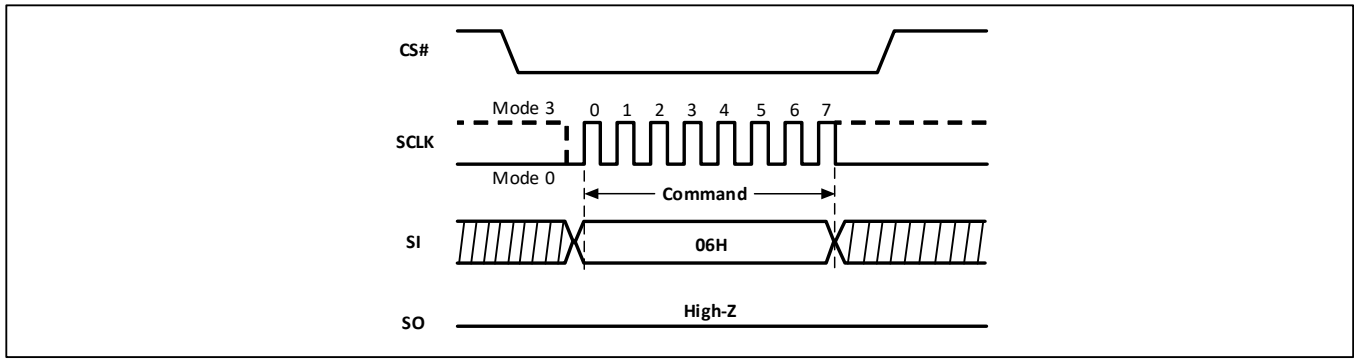 CS#
Mode 3 0 1 2 3 4 5 6 7
SCLK
Mode 0
Command
SI 06H
High-Z
SO